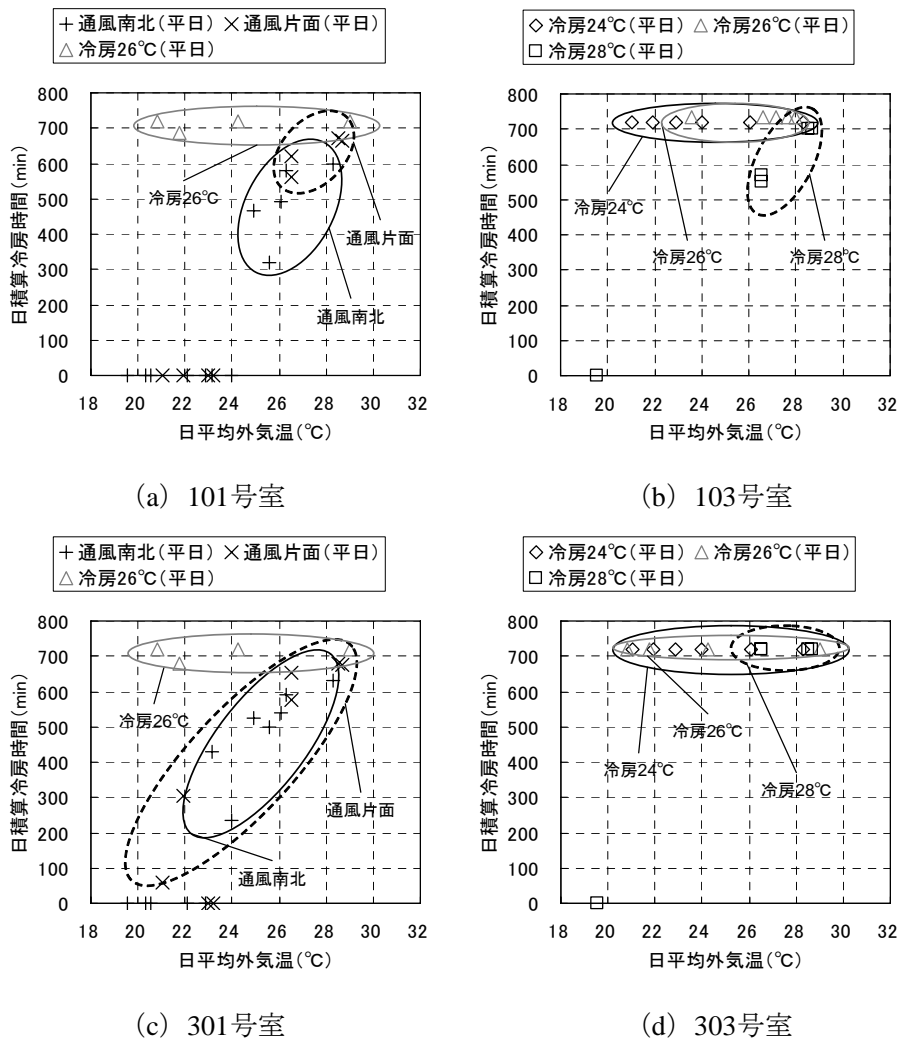 ＋通風南北(平日) ×通風片面(平日)
△冷房26℃(平日)
800
700
600
500
400
300
200
100
0
日積算冷房時間(min)
冷房26℃
通風片面
通風南北
18 20 22 24 26 28 30 32
日平均外気温(℃)
(a) 101号室
◇冷房24℃(平日) △冷房26℃(平日)
□冷房28℃(平日)
800
700
600
500
400
300
200
100
0
日積算冷房時間(min)
冷房24℃
冷房26℃
冷房28℃
18 20 22 24 26 28 30 32
日平均外気温(℃)
(b) 103号室
＋通風南北(平日) ×通風片面(平日)
△冷房26℃(平日)
800
700
600
500
400
300
200
100
0
日積算冷房時間(min)
冷房26℃
通風片面
通風南北
18 20 22 24 26 28 30 32
日平均外気温(℃)
(c) 301号室
◇冷房24℃(平日) △冷房26℃(平日)
□冷房28℃(平日)
800
700
600
500
400
300
200
100
0
日積算冷房時間(min)
冷房26℃
冷房24℃
冷房28℃
18 20 22 24 26 28 30 32
日平均外気温(℃)
(d) 303号室